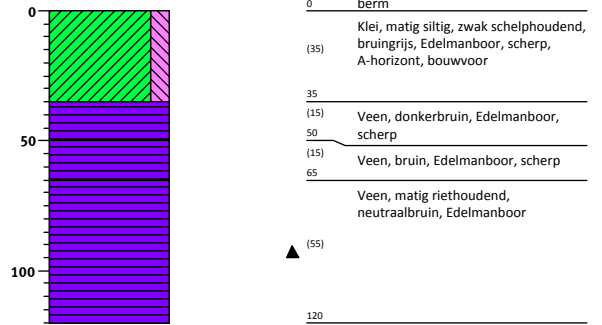 0
50
100
0
berm
(35)
Klei, matig siltig, zwak schelphoudend,
bruingrijs, Edelmanboor, scherp,
A-horizont, bouwvoor
35
(15)
Veen, donkerbruin, Edelmanboor,
scherp
50
(15)
Veen, bruin, Edelmanboor, scherp
65
Veen, matig riethoudend,
neutraalbruin, Edelmanboor
(55)
120